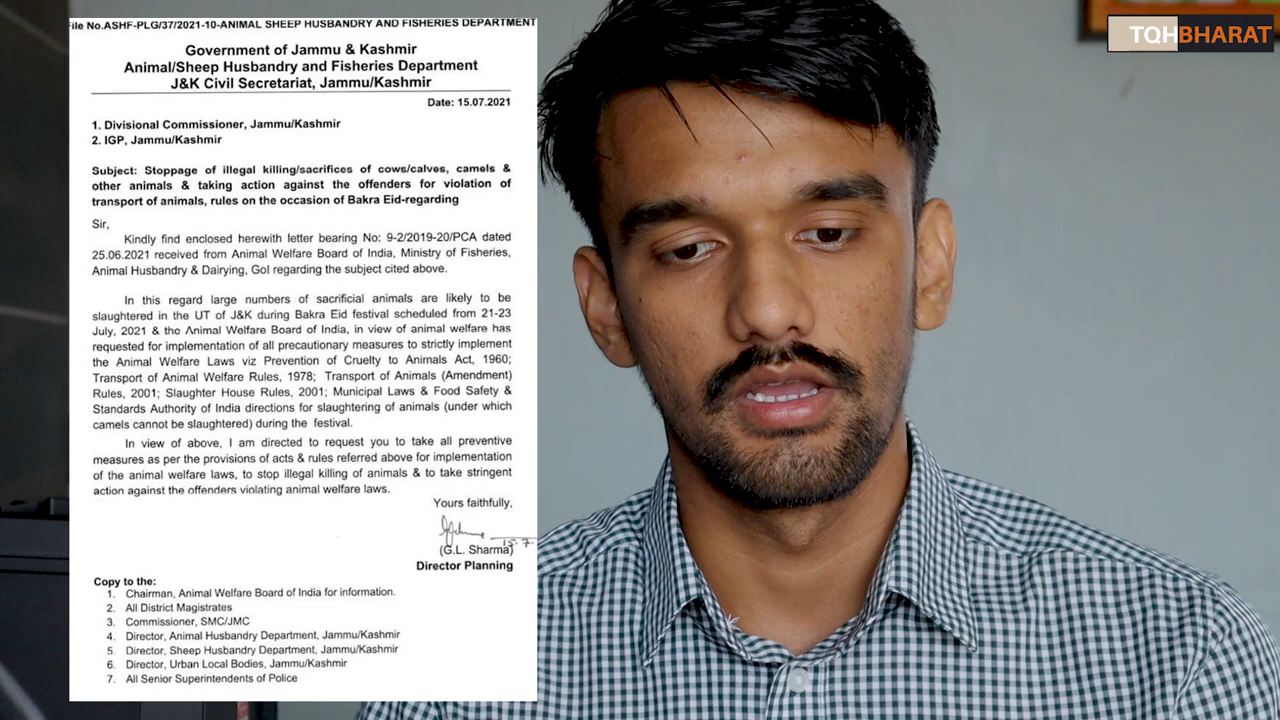 File No.ASHF-PLG/37/2021-10-ANIMAL SHEEP HUSBANDRY AND FISHERIES DEPARTMENT
TQHBHARAT
Government of Jammu & Kashmir
Animal/Sheep Husbandry and Fisheries Department
J&K Civil Secretariat, Jammu/Kashmir
Date: 15.07.2021
1. Divisional Commissioner, Jammu/Kashmir
2. IGP, Jammu/Kashmir
Subject: Stoppage of illegal killing/sacrifices of cows/calves, camels &
other animals & taking action against the offenders for violation of
transport of animals, rules on the occasion of Bakra Eid-regarding
Sir,
Kindly find enclosed herewith letter bearing No: 9-2/2019-20/PCA dated
25.06.2021 received from Animal Welfare Board of India, Ministry of Fisheries,
Animal Husbandry & Dairying, GoI regarding the subject cited above.
In this regard large numbers of sacrificial animals are likely to be
slaughtered in the UT of J&K during Bakra Eid festival scheduled from 21-23
July, 2021 & the Animal Welfare Board of India, in view of animal welfare has
requested for implementation of all precautionary measures to strictly implement
the Animal Welfare Laws viz Prevention of Cruelty to Animals Act, 1960;
Transport of Animal Welfare Rules, 1978; Transport of Animals (Amendment)
Rules, 2001; Slaughter House Rules, 2001; Municipal Laws & Food Safety &
Standards Authority of India directions for slaughtering of animals (under which
camels cannot be slaughtered) during the festival.
In view of above, I am directed to request you to take all preventive
measures as per the provisions of acts & rules referred above for implementation
of the animal welfare laws, to stop illegal killing of animals & to take stringent
action against the offenders violating animal welfare laws.
Yours faithfully,
15.7.
(G.L. Sharma)
Director Planning
Copy to the:
1. Chairman, Animal Welfare Board of India for information.
2. All District Magistrates
3. Commissioner, SMC/JMC
4. Director, Animal Husbandry Department, Jammu/Kashmir
5. Director, Sheep Husbandry Department, Jammu/Kashmir
6. Director, Urban Local Bodies, Jammu/Kashmir
7. All Senior Superintendents of Police